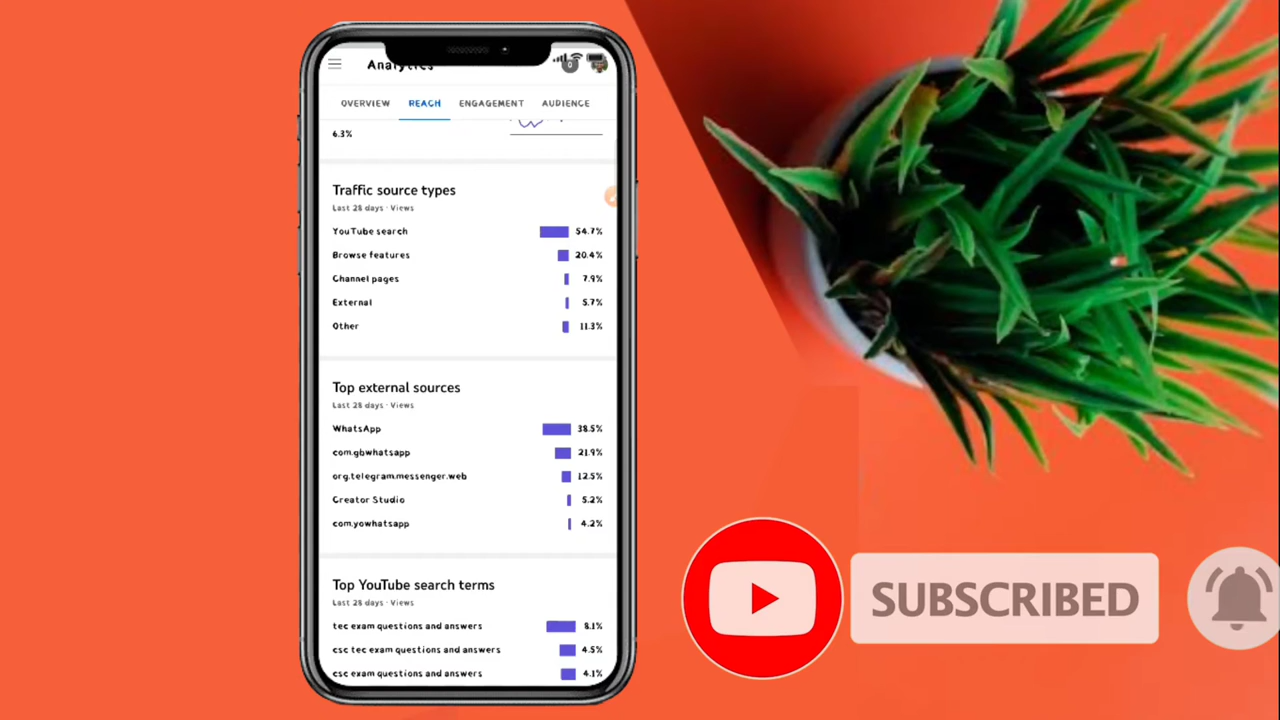 Analytics
0
OVERVIEW REACH ENGAGEMENT AUDIENCE
6.3%
Traffic source types
Last 28 days · Views
YouTube search 54.7%
Browse features 20.4%
Channel pages 7.9%
External 5.7%
Other 11.3%
Top external sources
Last 28 days · Views
WhatsApp 38.5%
com.gbwhatsapp 21.9%
org.telegram.messenger.web 12.5%
Creator Studio 5.2%
com.yowhatsapp 4.2%
Top YouTube search terms
Last 28 days · Views
tec exam questions and answers 8.1%
csc tec exam questions and answers 4.5%
csc exam questions and answers 4.1%
SUBSCRIBED